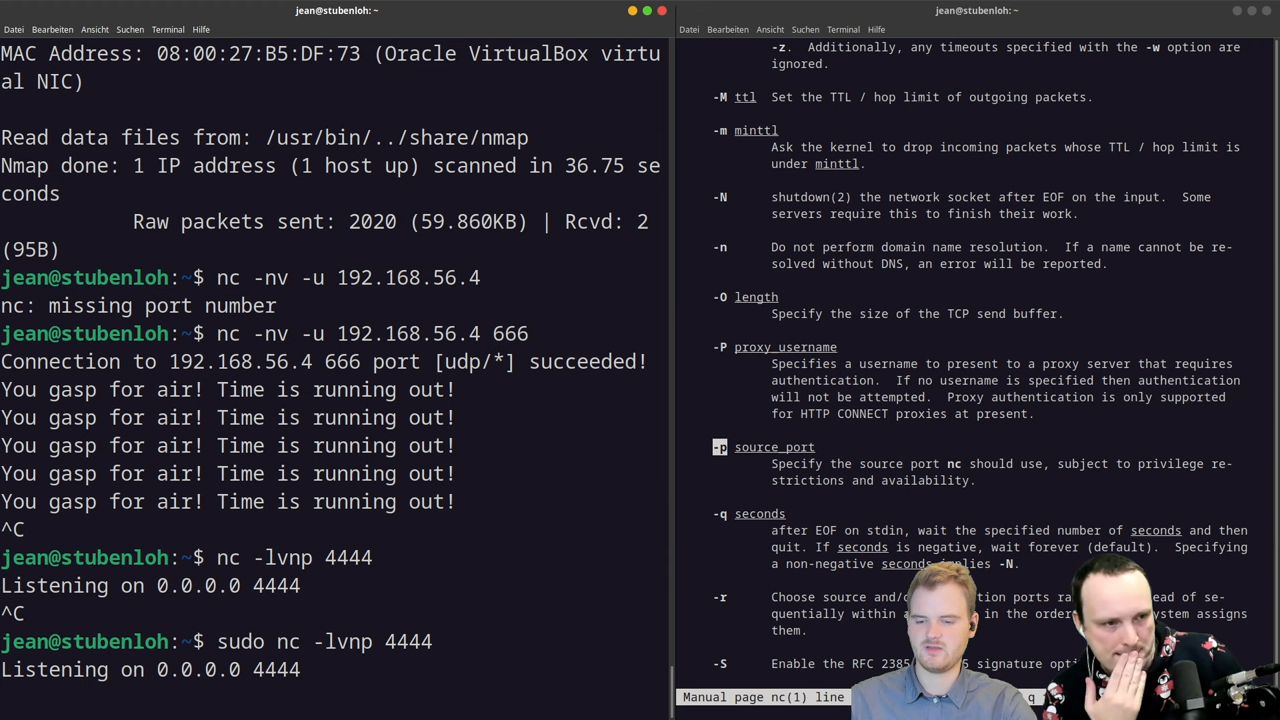 jean@stubenloh: ~
Datei Bearbeiten Ansicht Suchen Terminal Hilfe
MAC Address: 08:00:27:B5:DF:73 (Oracle VirtualBox virtu
al NIC)
Read data files from: /usr/bin/../share/nmap
Nmap done: 1 IP address (1 host up) scanned in 36.75 se
conds
Raw packets sent: 2020 (59.860KB) | Rcvd: 2
(95B)
jean@stubenloh:~$ nc -nv -u 192.168.56.4
nc: missing port number
jean@stubenloh:~$ nc -nv -u 192.168.56.4 666
Connection to 192.168.56.4 666 port [udp/*] succeeded!
You gasp for air! Time is running out!
You gasp for air! Time is running out!
You gasp for air! Time is running out!
You gasp for air! Time is running out!
You gasp for air! Time is running out!
^C
jean@stubenloh:~$ nc -lvnp 4444
Listening on 0.0.0.0 4444
^C
jean@stubenloh:~$ sudo nc -lvnp 4444
Listening on 0.0.0.0 4444
jean@stubenloh: ~
Datei Bearbeiten Ansicht Suchen Terminal Hilfe
-z. Additionally, any timeouts specified with the -w option are
ignored.
-M ttl Set the TTL / hop limit of outgoing packets.
-m minttl
Ask the kernel to drop incoming packets whose TTL / hop limit is
under minttl.
-N shutdown(2) the network socket after EOF on the input. Some
servers require this to finish their work.
-n Do not perform domain name resolution. If a name cannot be re‐
solved without DNS, an error will be reported.
-O length
Specify the size of the TCP send buffer.
-P proxy_username
Specifies a username to present to a proxy server that requires
authentication. If no username is specified then authentication
will not be attempted. Proxy authentication is only supported
for HTTP CONNECT proxies at present.
-p source_port
Specify the source port nc should use, subject to privilege re‐
strictions and availability.
-q seconds
after EOF on stdin, wait the specified number of seconds and then
quit. If seconds is negative, wait forever (default). Specifying
a non-negative seconds implies -N.
-r Choose source and/ ports ead of se‐
quentially within in the order ystem assigns
them.
-S Enable the RFC 2385 signature opti
Manual page nc(1) line q